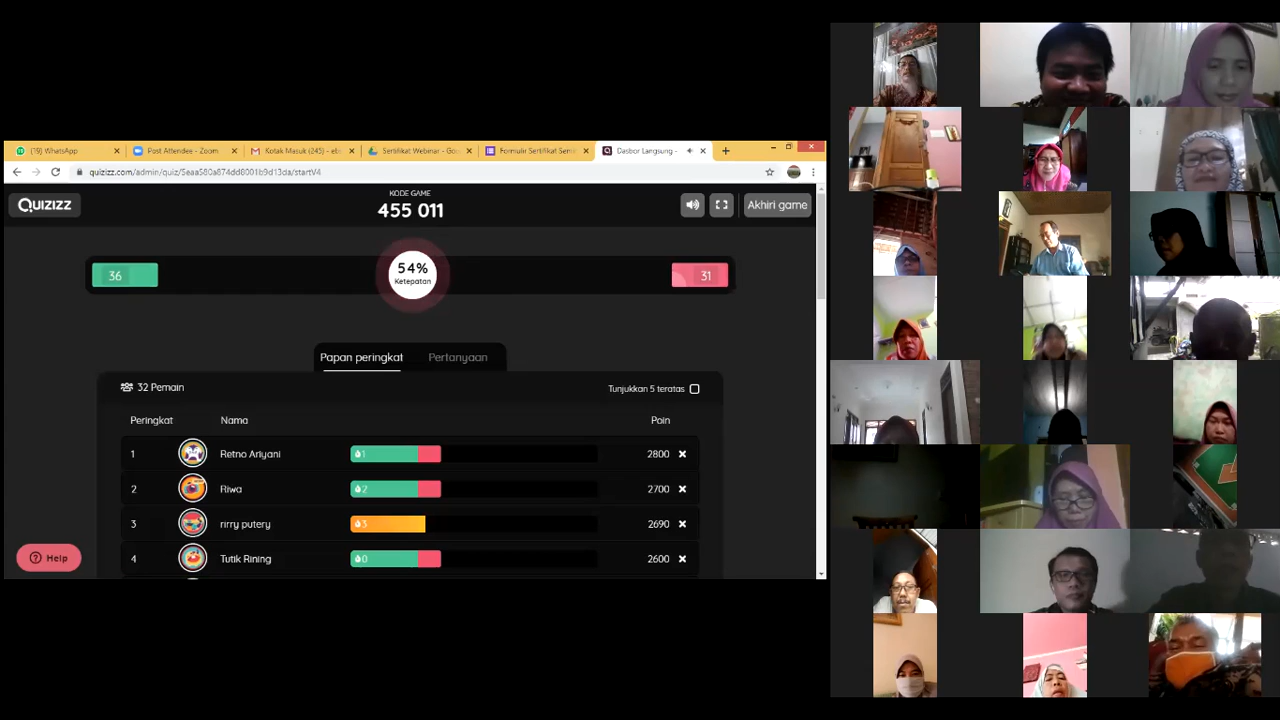 (19) WhatsApp
Post Attendee - Zoom
Kotak Masuk (245) - eb
Sertifikat Webinar - Goo
Formulir Sertifikat Semi
Dasbor Langsung -
quizizz.com/admin/quiz/5eaa580a874dd8001b9d13da/startV4
QUIZIZZ
KODE GAME
455 011
Akhiri game
36
54%
Ketepatan
31
Papan peringkat
Pertanyaan
32 Pemain
Tunjukkan 5 teratas
Peringkat Nama Poin
1 Retno Ariyani 1 2800
2 Riwa 2 2700
3 rirry putery 3 2690
4 Tutik Rining 0 2600
Help